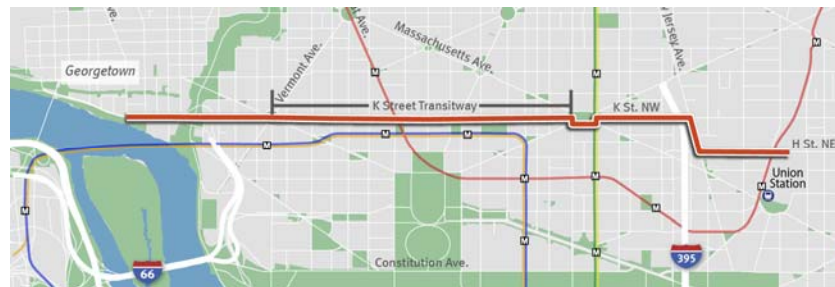 Georgetown
Vermont Ave.
Massachusetts Ave.
K Street Transitway
K St. NW
H St. NE
Union
Station
Constitution Ave.
66
395
M
M
M
M
M
M
M
M
M
M
M
M
M